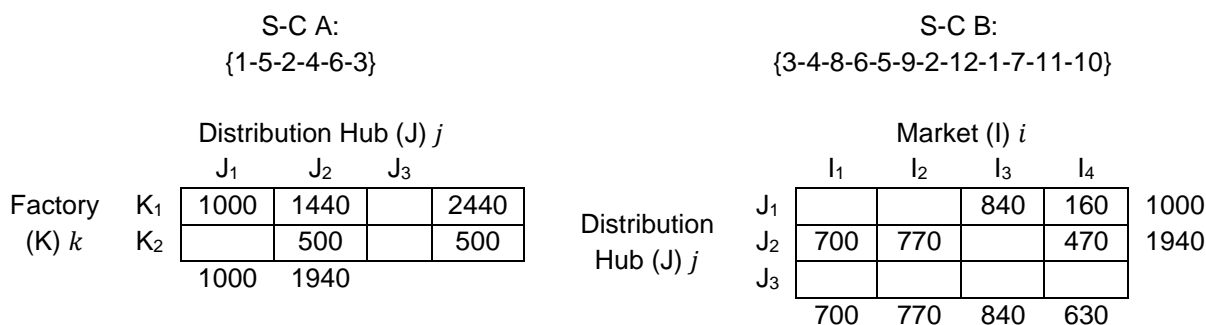 S-C A:
{1-5-2-4-6-3}
Distribution Hub (J) j
J₁ J₂ J₃
Factory (K) k
K₁ 1000 1440 2440
K₂ 500 500
1000 1940
S-C B:
{3-4-8-6-5-9-2-12-1-7-11-10}
Market (I) i
I₁ I₂ I₃ I₄
Distribution
Hub (J) j
J₁ 840 160 1000
J₂ 700 770 470 1940
J₃
700 770 840 630